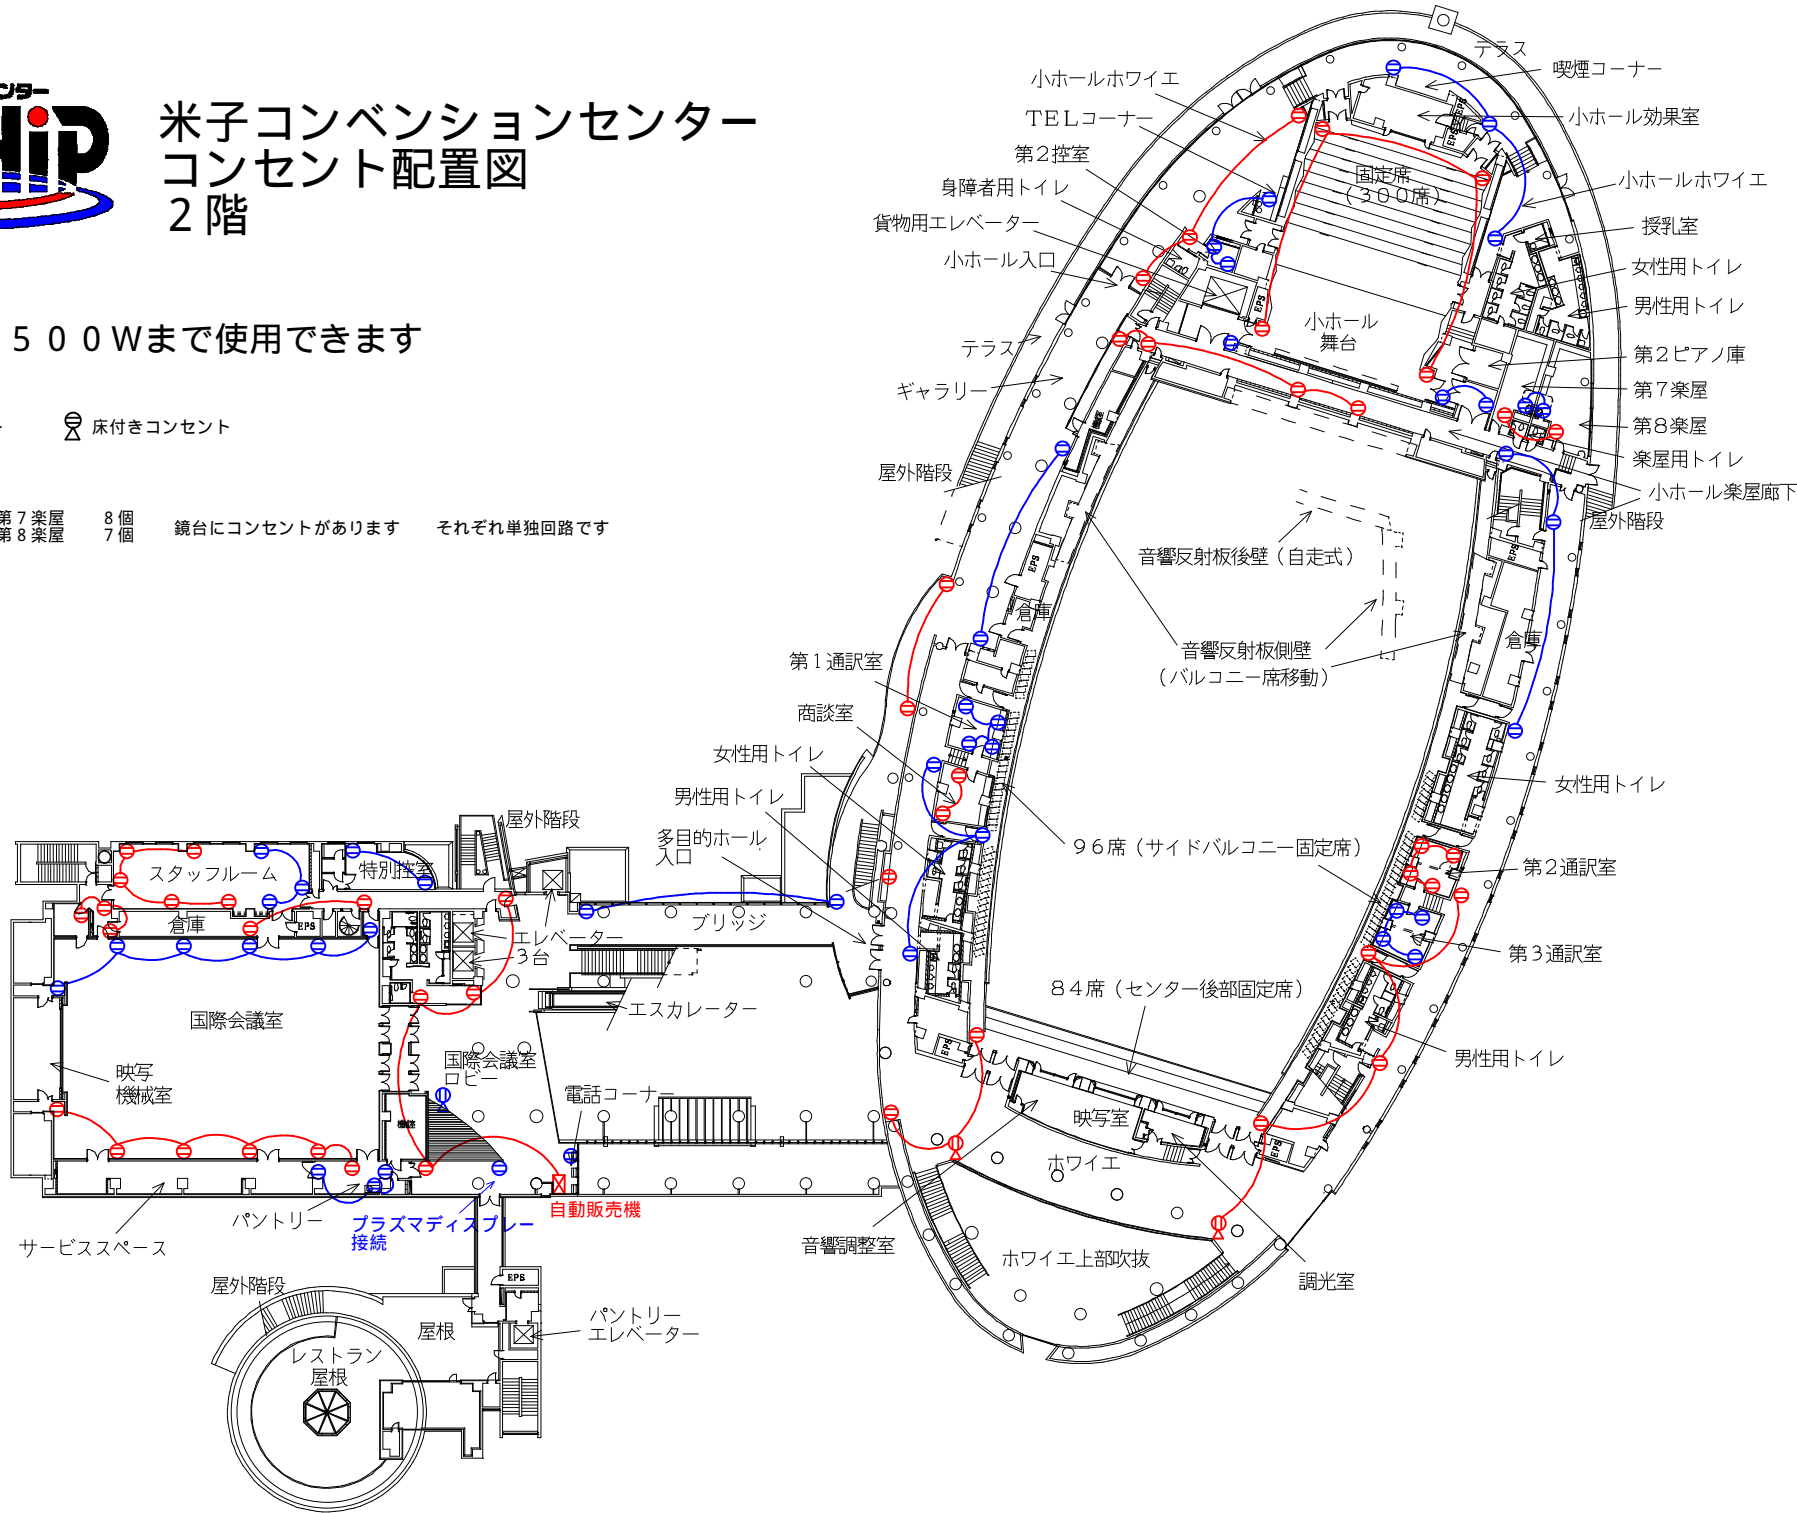 ンター
HiP
米子コンベンションセンター
コンセント配置図
２階
５００Wまで使用できます
床付きコンセント
第７楽屋　８個
第８楽屋　７個
鏡台にコンセントがあります　それぞれ単独回路です
テラス
喫煙コーナー
小ホール効果室
小ホールホワイエ
授乳室
女性用トイレ
男性用トイレ
第２ピアノ庫
第７楽屋
第８楽屋
楽屋用トイレ
小ホール楽屋廊下
屋外階段
小ホールホワイエ
ＴＥＬコーナー
第２控室
身障者用トイレ
貨物用エレベーター
小ホール入口
テラス
ギャラリー
屋外階段
固定席
（３００席）
小ホール
舞台
EPS
EPS
EPS
音響反射板後壁（自走式）
音響反射板側壁
（バルコニー席移動）
EPS
倉庫
EPS
倉庫
第１通訳室
商談室
女性用トイレ
男性用トイレ
多目的ホール
入口
９６席（サイドバルコニー固定席）
８４席（センター後部固定席）
女性用トイレ
第２通訳室
第３通訳室
男性用トイレ
EPS
EPS
映写室
ホワイエ
ホワイエ上部吹抜
音響調整室
調光室
屋外階段
スタッフルーム
特別控室
倉庫
EPS
エレベーター
３台
ブリッジ
エスカレーター
国際会議室
国際会議室
ロビー
映写
機械室
電話コーナー
サービススペース
パントリー
プラズマディスプレー
接続
自動販売機
屋外階段
屋根
EPS
パントリー
エレベーター
レストラン
屋根